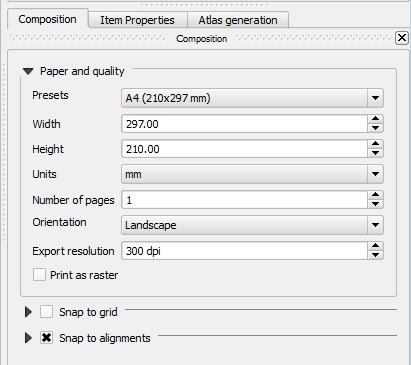 Composition Item Properties Atlas generation
Composition
Paper and quality
Presets A4 (210x297 mm)
Width 297.00
Height 210.00
Units mm
Number of pages 1
Orientation Landscape
Export resolution 300 dpi
Print as raster
Snap to grid
Snap to alignments